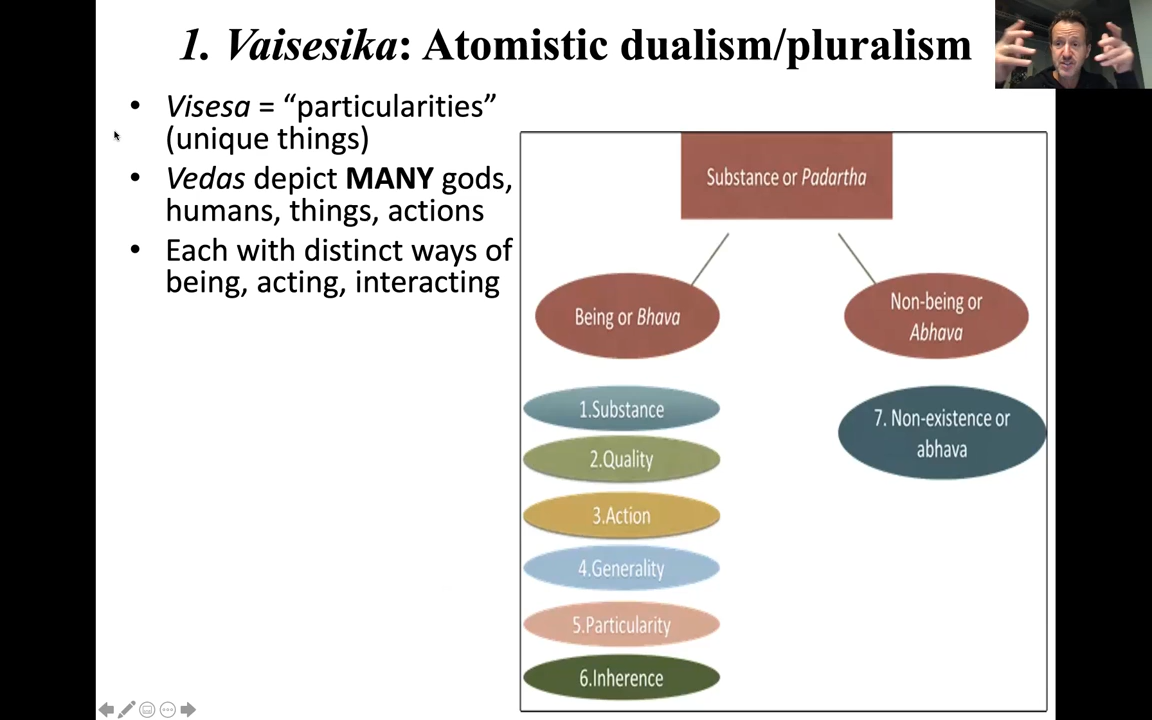 1. Vaisesika: Atomistic dualism/pluralism
• Visesa = “particularities”
(unique things)
• Vedas depict MANY gods,
humans, things, actions
• Each with distinct ways of
being, acting, interacting
Substance or Padartha
Being or Bhava
Non-being or
Abhava
1.Substance
2.Quality
3.Action
4.Generality
5.Particularity
6.Inherence
7. Non-existence or
abhava